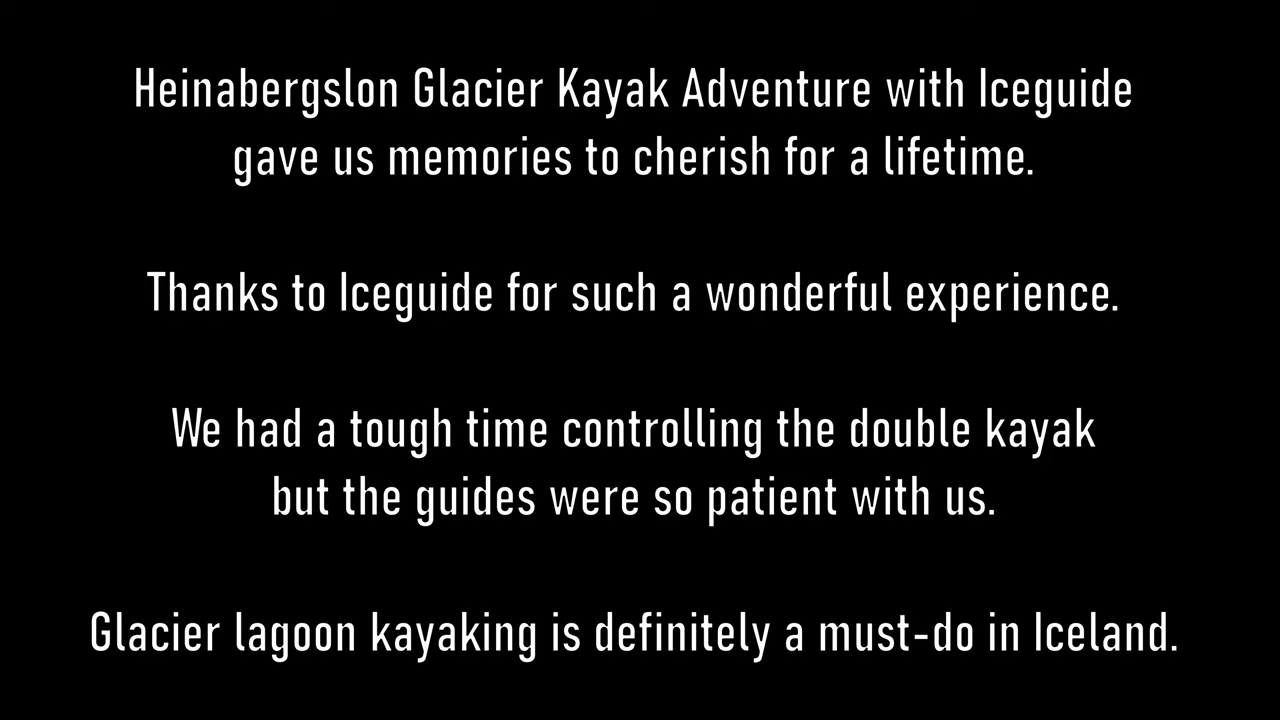 Heinabergslon Glacier Kayak Adventure with Iceguide
gave us memories to cherish for a lifetime.
Thanks to Iceguide for such a wonderful experience.
We had a tough time controlling the double kayak
but the guides were so patient with us.
Glacier lagoon kayaking is definitely a must-do in Iceland.